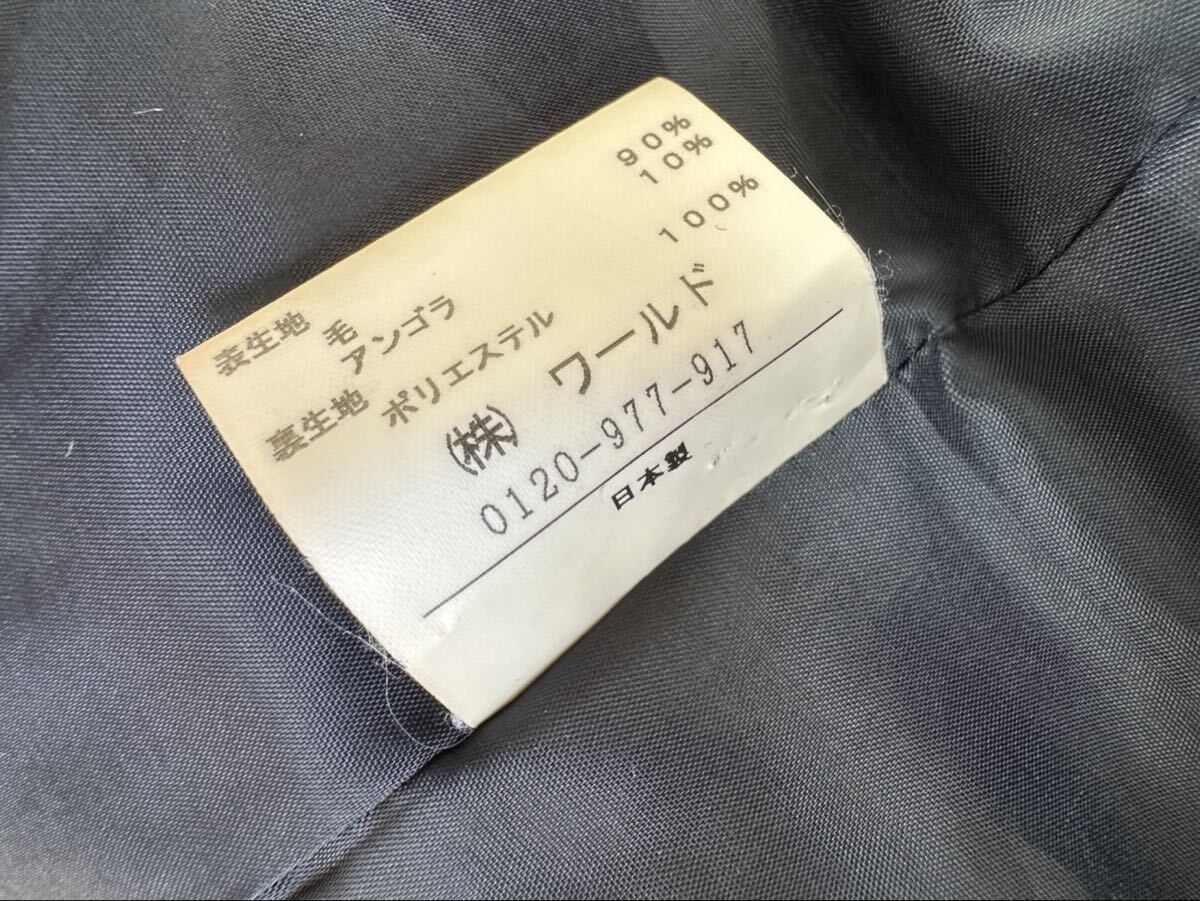 表生地 毛 90%
アンゴラ 10%
裏生地 ポリエステル 100%
(株) ワールド
0120-977-917
日本製